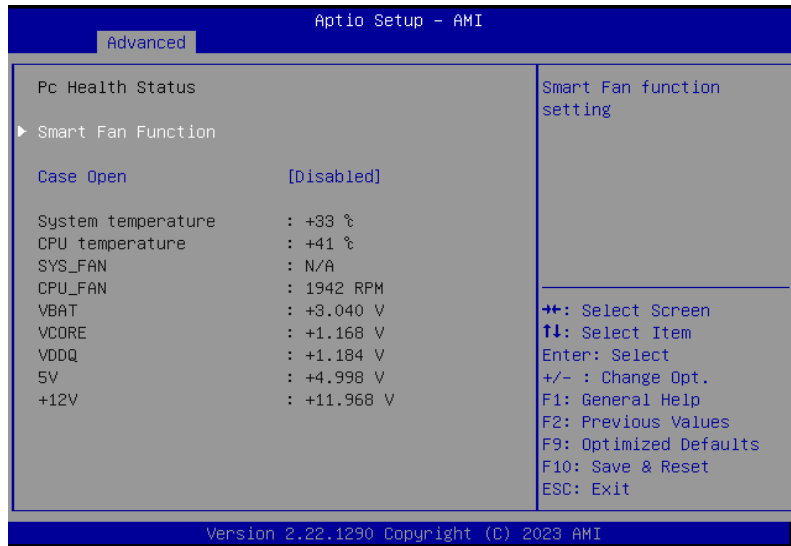 Aptio Setup – AMI
Advanced
Pc Health Status
Smart Fan Function
Case Open [Disabled]
System temperature : +33 ℃
CPU temperature : +41 ℃
SYS_FAN : N/A
CPU_FAN : 1942 RPM
VBAT : +3.040 V
VCORE : +1.168 V
VDDQ : +1.184 V
5V : +4.998 V
+12V : +11.968 V
Smart Fan function
setting
→←: Select Screen
↑↓: Select Item
Enter: Select
+/- : Change Opt.
F1: General Help
F2: Previous Values
F9: Optimized Defaults
F10: Save & Reset
ESC: Exit
Version 2.22.1290 Copyright (C) 2023 AMI